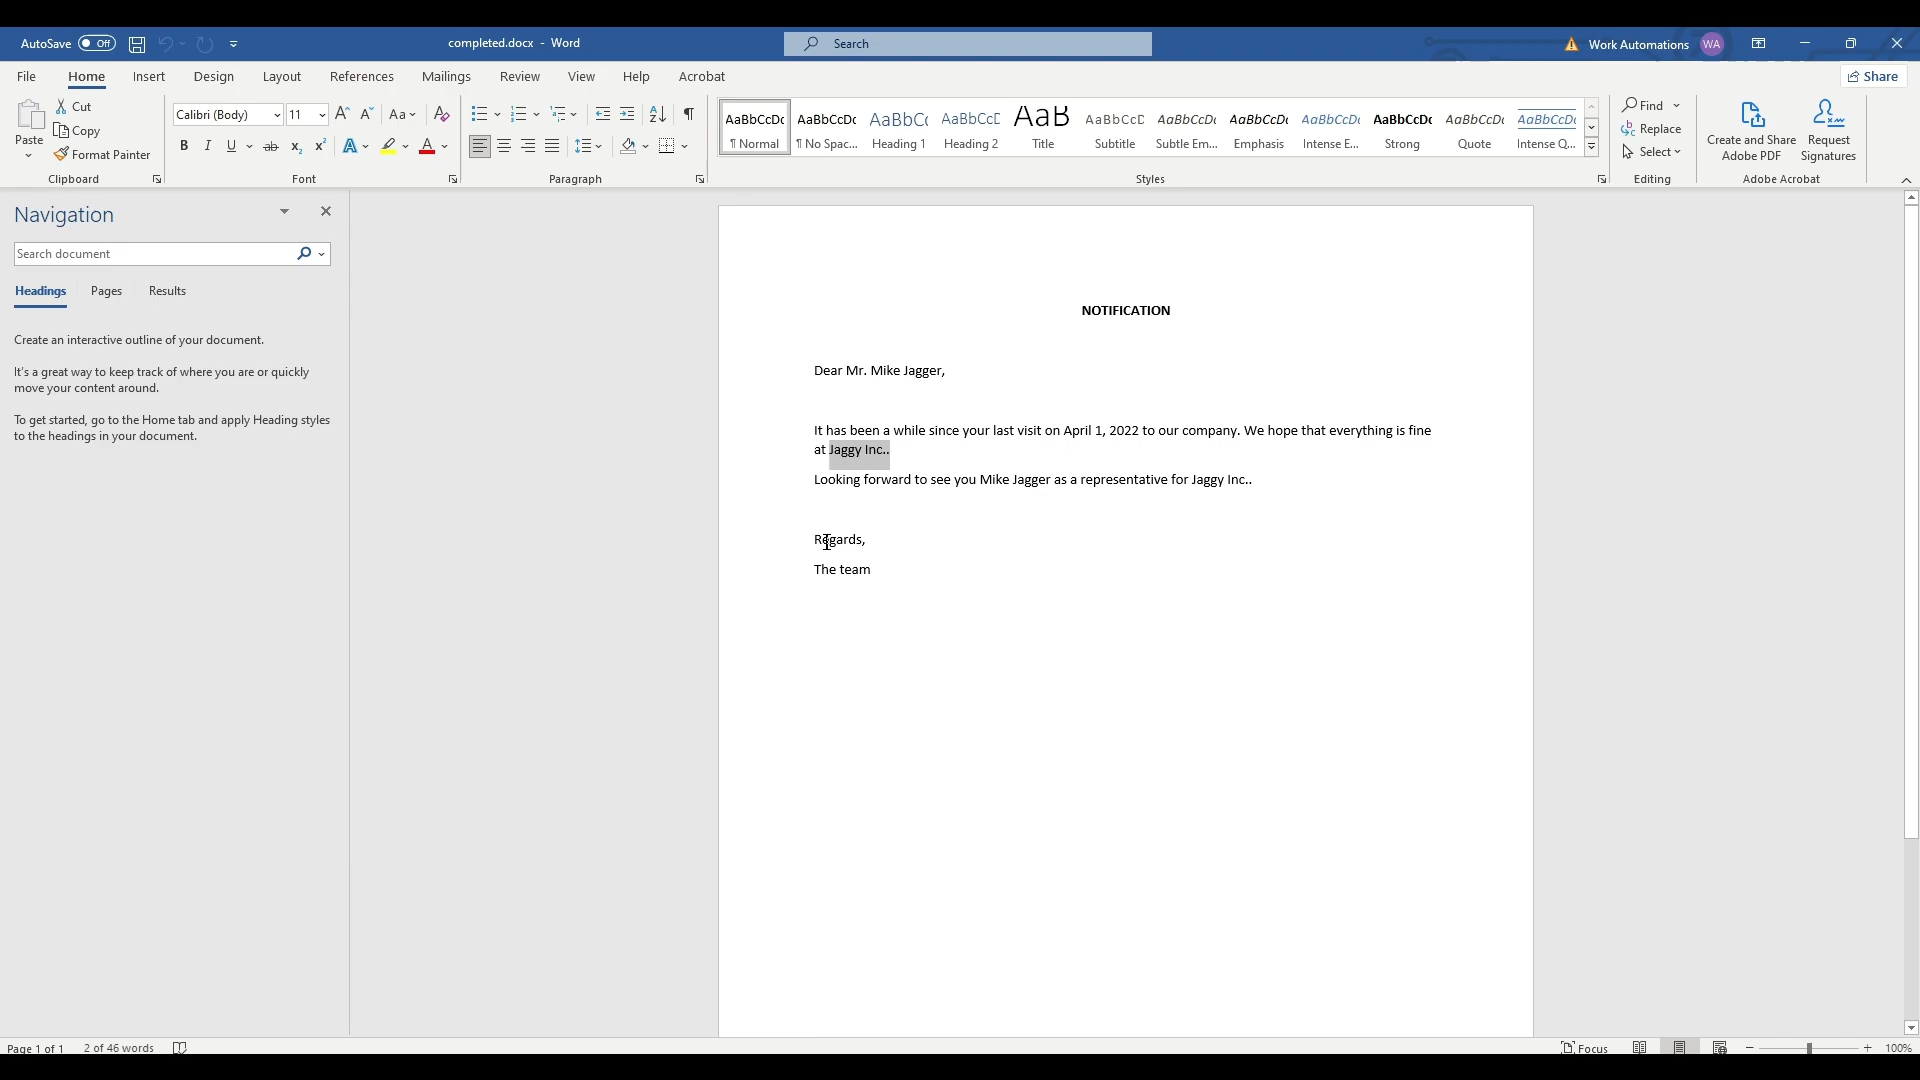 AutoSave Off completed.docx - Word Search Work Automations WA
File Home Insert Design Layout References Mailings Review View Help Acrobat Share
Paste
Cut
Copy
Format Painter
Clipboard
Calibri (Body) 11
Font
Paragraph
AaBbCcDc AaBbCcDc AaBbC( AaBbCcE AaB AaBbCcD AaBbCcDc AaBbCcDc AaBbCcDc AaBbCcDc AaBbCcDc AaBbCcDc
¶ Normal ¶ No Spac... Heading 1 Heading 2 Title Subtitle Subtle Em... Emphasis Intense E... Strong Quote Intense Q...
Styles
Find
Replace
Select
Editing
Create and Share
Adobe PDF
Request
Signatures
Adobe Acrobat
Navigation
Search document
Headings Pages Results
Create an interactive outline of your document.
It's a great way to keep track of where you are or quickly
move your content around.
To get started, go to the Home tab and apply Heading styles
to the headings in your document.
NOTIFICATION
Dear Mr. Mike Jagger,
It has been a while since your last visit on April 1, 2022 to our company. We hope that everything is fine
at Jaggy Inc..
Looking forward to see you Mike Jagger as a representative for Jaggy Inc..
Regards,
The team
Page 1 of 1 2 of 46 words Focus 100%